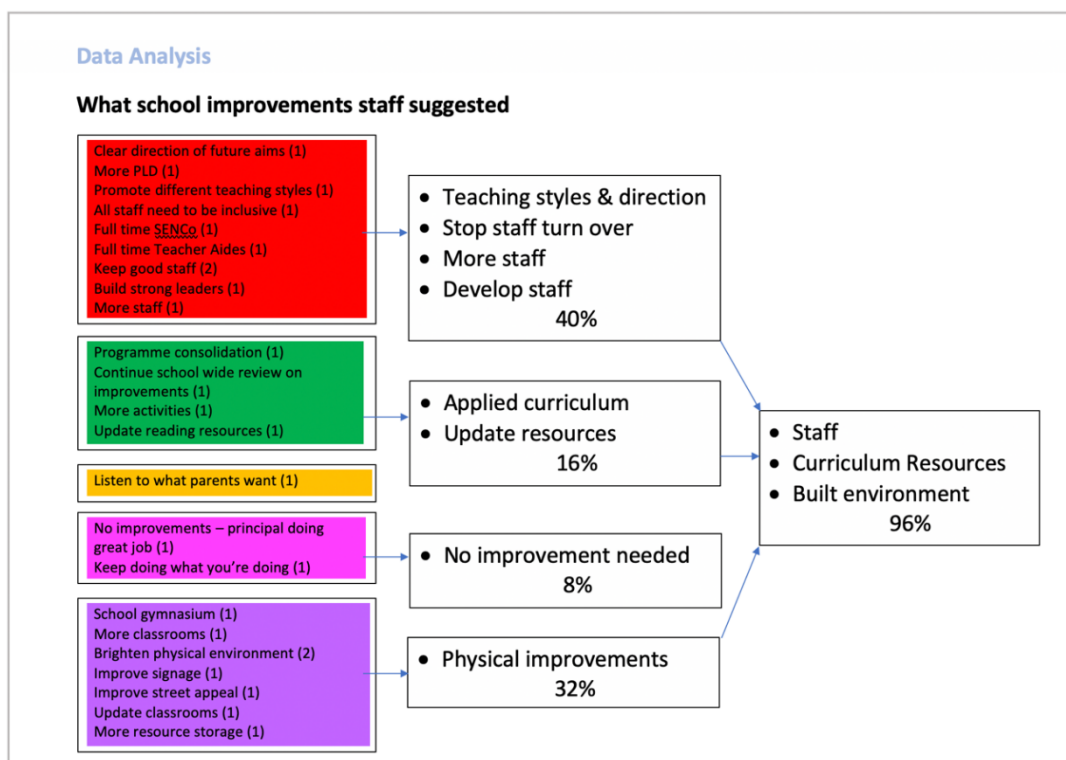 Data Analysis
What school improvements staff suggested
Clear direction of future aims (1)
More PLD (1)
Promote different teaching styles (1)
All staff need to be inclusive (1)
Full time SENCo (1)
Full time Teacher Aides (1)
Keep good staff (2)
Build strong leaders (1)
More staff (1)
• Teaching styles & direction
• Stop staff turn over
• More staff
• Develop staff
40%
Programme consolidation (1)
Continue school wide review on
improvements (1)
More activities (1)
Update reading resources (1)
• Applied curriculum
• Update resources
16%
Listen to what parents want (1)
No improvements – principal doing
great job (1)
Keep doing what you’re doing (1)
• No improvement needed
8%
School gymnasium (1)
More classrooms (1)
Brighten physical environment (2)
Improve signage (1)
Improve street appeal (1)
Update classrooms (1)
More resource storage (1)
• Physical improvements
32%
• Staff
• Curriculum Resources
• Built environment
96%